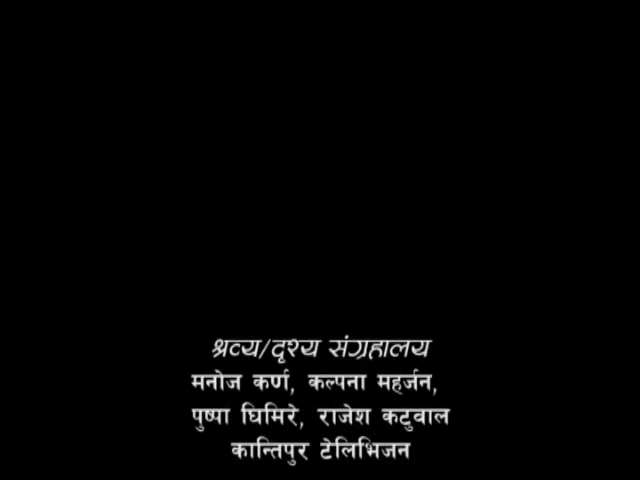 श्रव्य/दृश्य संग्रहालय
मनोज कर्ण, कल्पना महर्जन,
पुष्पा घिमिरे, राजेश कटुवाल
कान्तिपुर टेलिभिजन